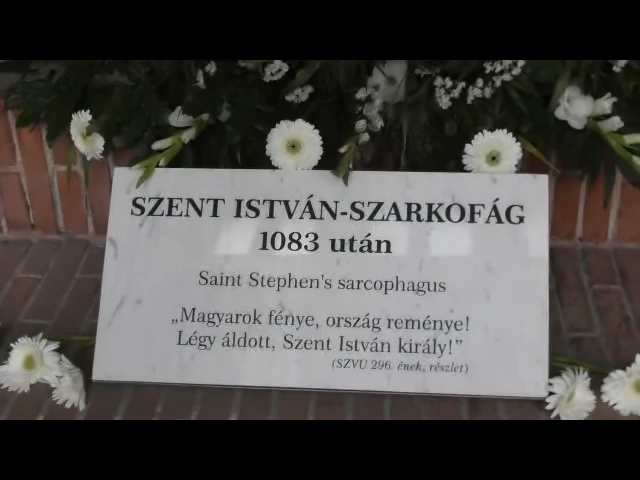 SZENT ISTVÁN-SZARKOFÁG
1083 után
Saint Stephen's sarcophagus
„Magyarok fénye, ország reménye!
Légy áldott, Szent István király!”
(SZVU 296. ének, részlet)